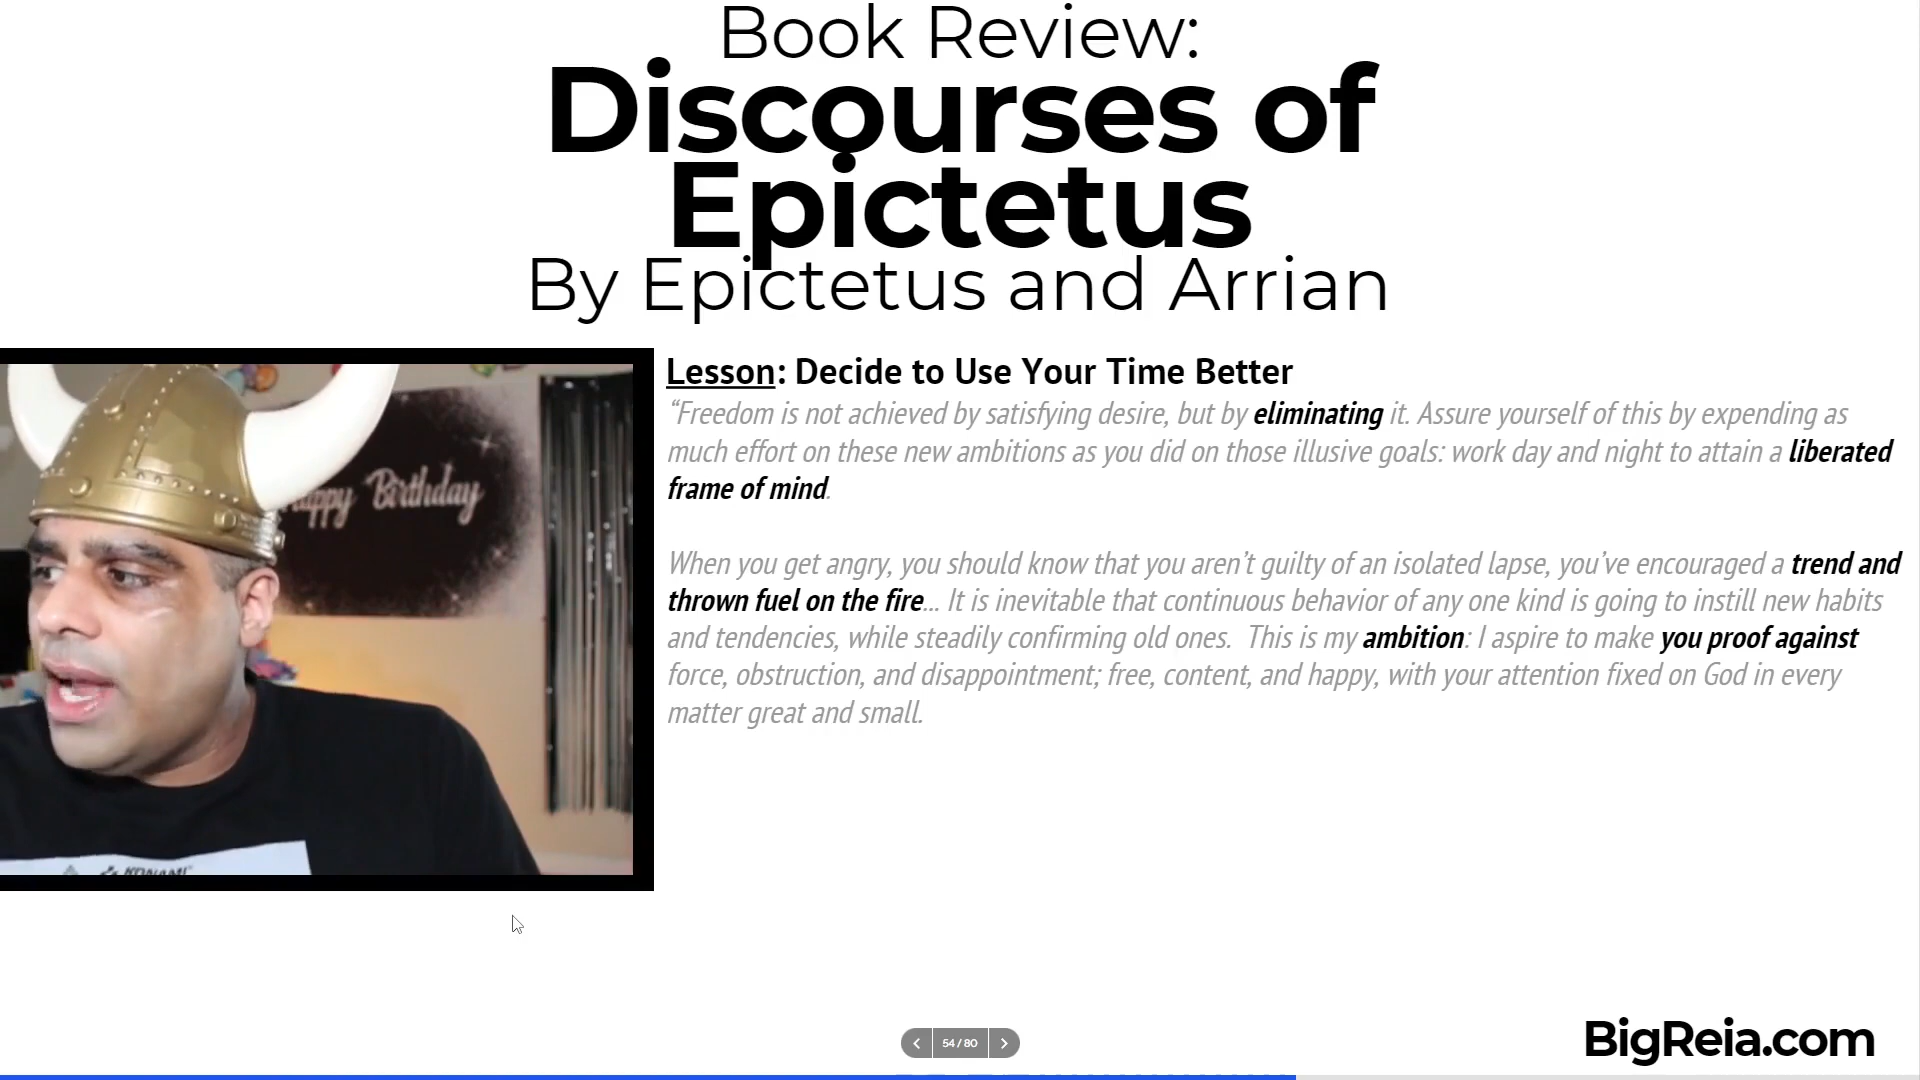 Book Review:
Discourses of
Epictetus
By Epictetus and Arrian
Lesson: Decide to Use Your Time Better
“Freedom is not achieved by satisfying desire, but by eliminating it. Assure yourself of this by expending as
much effort on these new ambitions as you did on those illusive goals: work day and night to attain a liberated
frame of mind.
When you get angry, you should know that you aren’t guilty of an isolated lapse, you’ve encouraged a trend and
thrown fuel on the fire... It is inevitable that continuous behavior of any one kind is going to instill new habits
and tendencies, while steadily confirming old ones.  This is my ambition: I aspire to make you proof against
force, obstruction, and disappointment; free, content, and happy, with your attention fixed on God in every
matter great and small.
Happy Birthday
KONAMI
54 / 80
BigReia.com